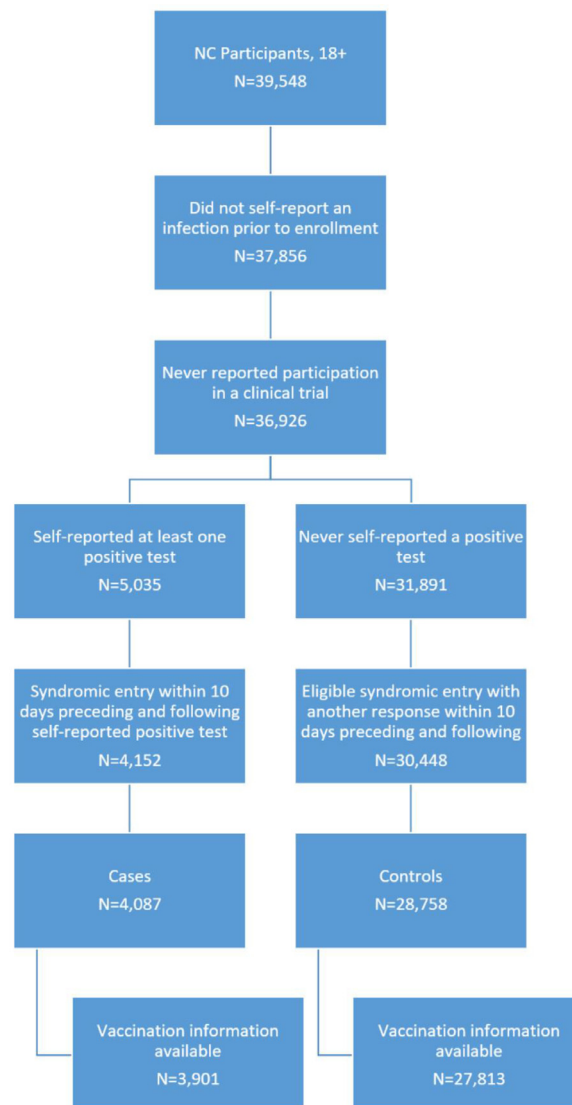 NC Participants, 18+
N=39,548
Did not self-report an
infection prior to enrollment
N=37,856
Never reported participation
in a clinical trial
N=36,926
Self-reported at least one
positive test
N=5,035
Never self-reported a positive
test
N=31,891
Syndromic entry within 10
days preceding and following
self-reported positive test
N=4,152
Eligible syndromic entry with
another response within 10
days preceding and following
N=30,448
Cases
N=4,087
Controls
N=28,758
Vaccination information
available
N=3,901
Vaccination information
available
N=27,813